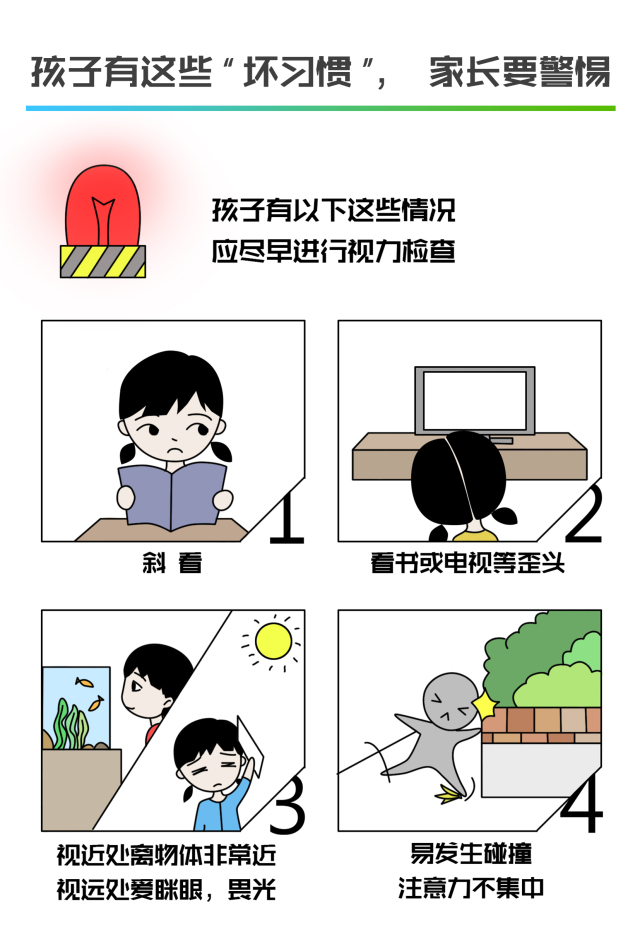 孩子有这些“坏习惯”， 家长要警惕
孩子有以下这些情况
应尽早进行视力检查
1
斜 看
2
看书或电视等歪头
3
视近处离物体非常近
视远处爱眯眼，畏光
4
易发生碰撞
注意力不集中